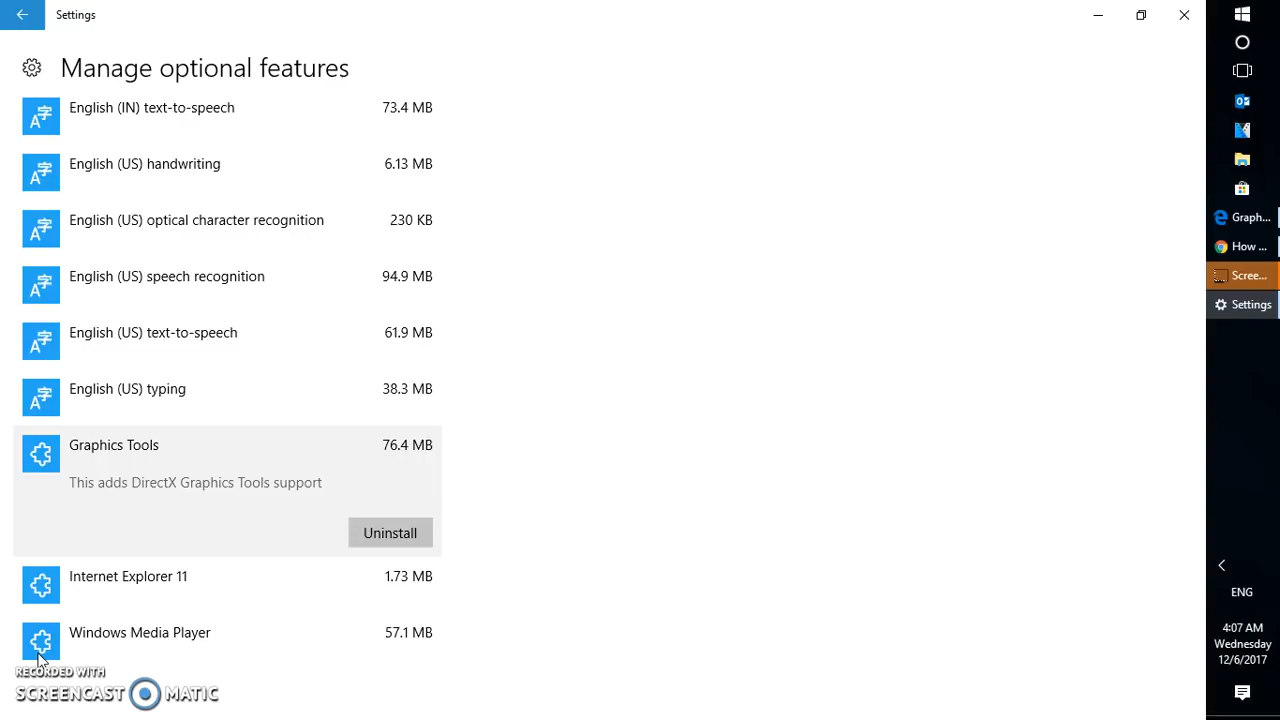 Settings
Manage optional features
English (IN) text-to-speech 73.4 MB
English (US) handwriting 6.13 MB
English (US) optical character recognition 230 KB
English (US) speech recognition 94.9 MB
English (US) text-to-speech 61.9 MB
English (US) typing 38.3 MB
Graphics Tools 76.4 MB
This adds DirectX Graphics Tools support
Uninstall
Internet Explorer 11 1.73 MB
Windows Media Player 57.1 MB
RECORDED WITH
SCREENCAST MATIC
Graph...
How ...
Scree...
Settings
ENG
4:07 AM
Wednesday
12/6/2017